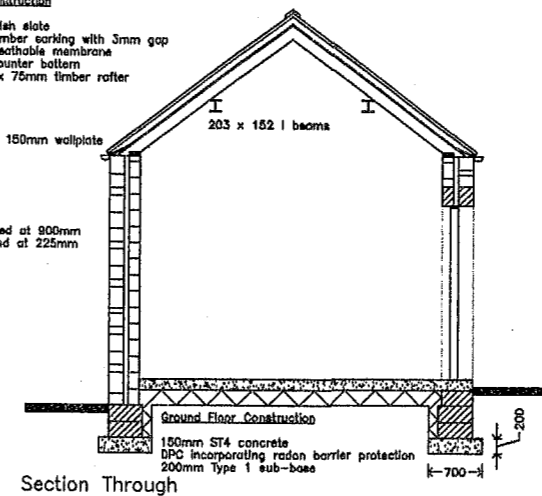 ish slate
mber sarking with 3mm gap
eathable membrane
ounter battern
x 75mm timber rafter
203 x 152 I beams
150mm wallplate
ed at 900mm
ed at 225mm
Ground Floor Construction
150mm ST4 concrete
DPC incorporating radon barrier protection
200mm Type 1 sub-base
200
700
Section Through